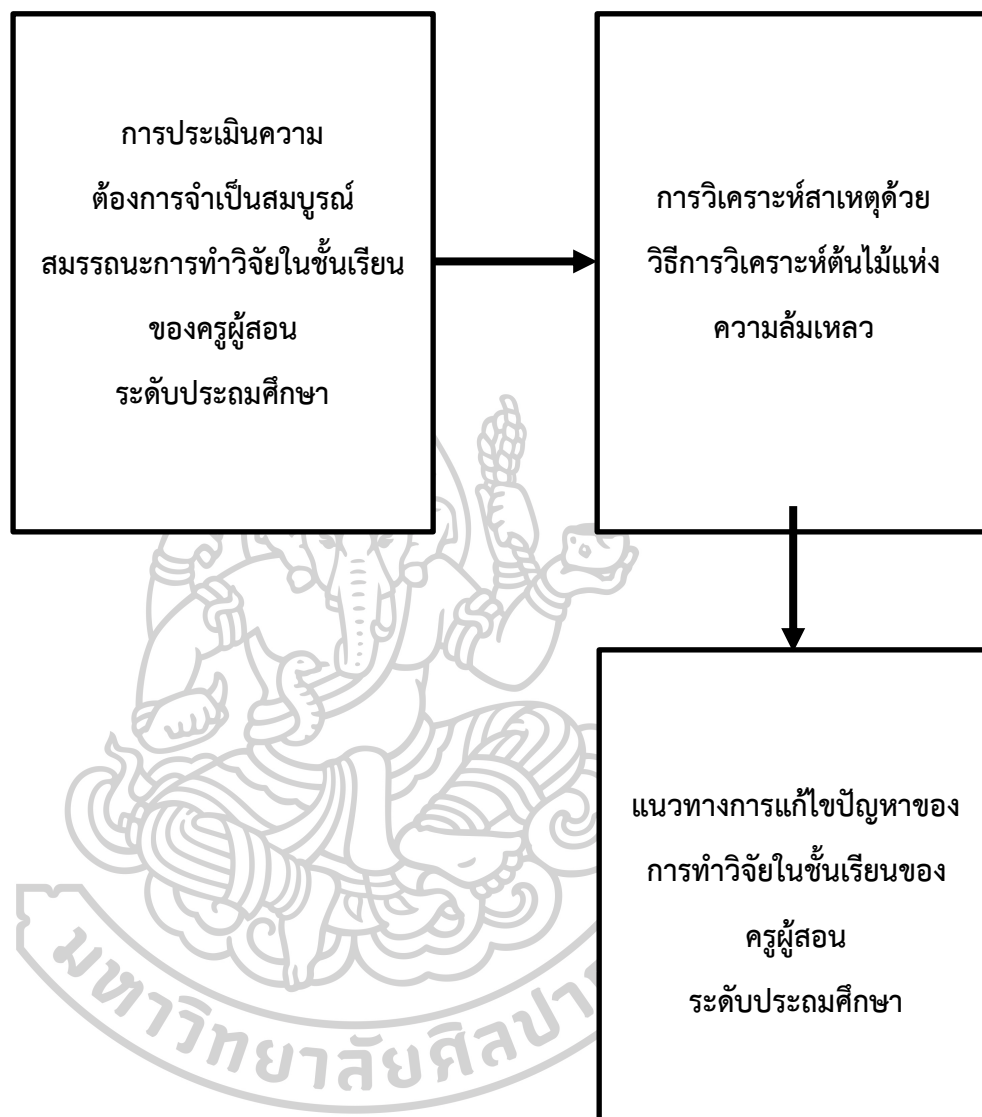 การประเมินความ
ต้องการจำเป็นสมบูรณ์
สมรรถนะการทำวิจัยในชั้นเรียน
ของครูผู้สอน
ระดับประถมศึกษา
การวิเคราะห์สาเหตุด้วย
วิธีการวิเคราะห์ต้นไม้แห่ง
ความล้มเหลว
แนวทางการแก้ไขปัญหาของ
การทำวิจัยในชั้นเรียนของ
ครูผู้สอน
ระดับประถมศึกษา
มหาวิทยาลัยศิลปา